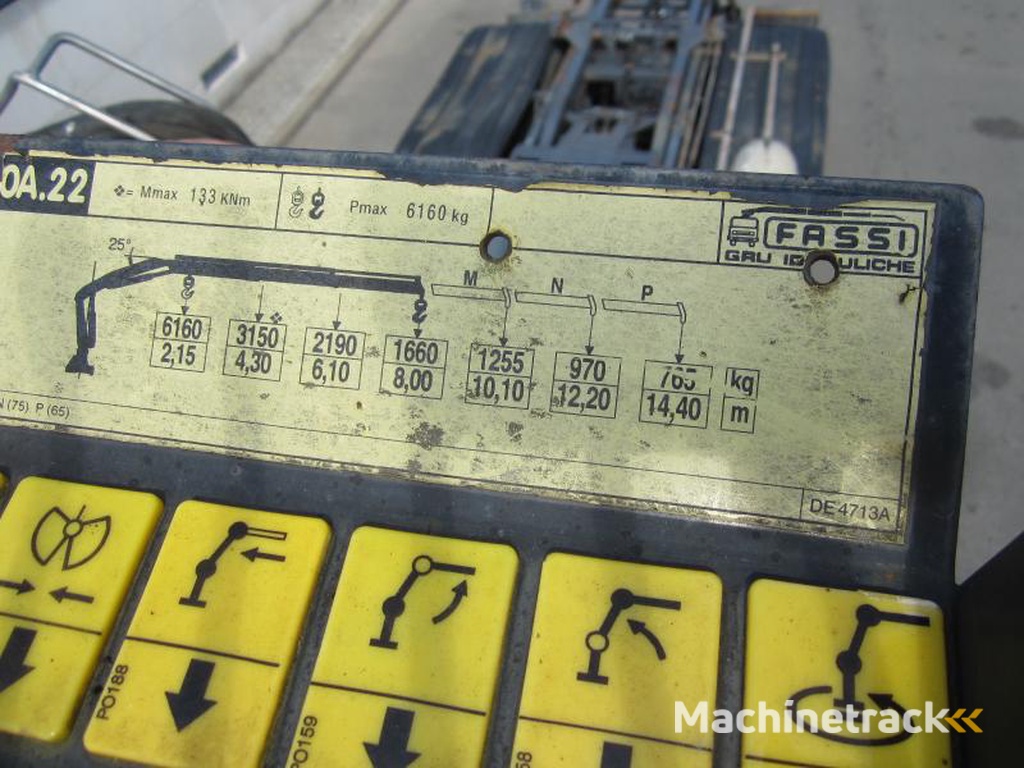 0A.22
= Mmax 133 KNm
Pmax 6160 kg
FASSI
GRU IDRAULICHE
25°
M N P
6160 3150 2190 1660 1255 970 765 kg
2,15 4,30 6,10 8,00 10,10 12,20 14,40 m
N (75) P (65)
DE 4713A
PO188
PO159
58
Machinetrack